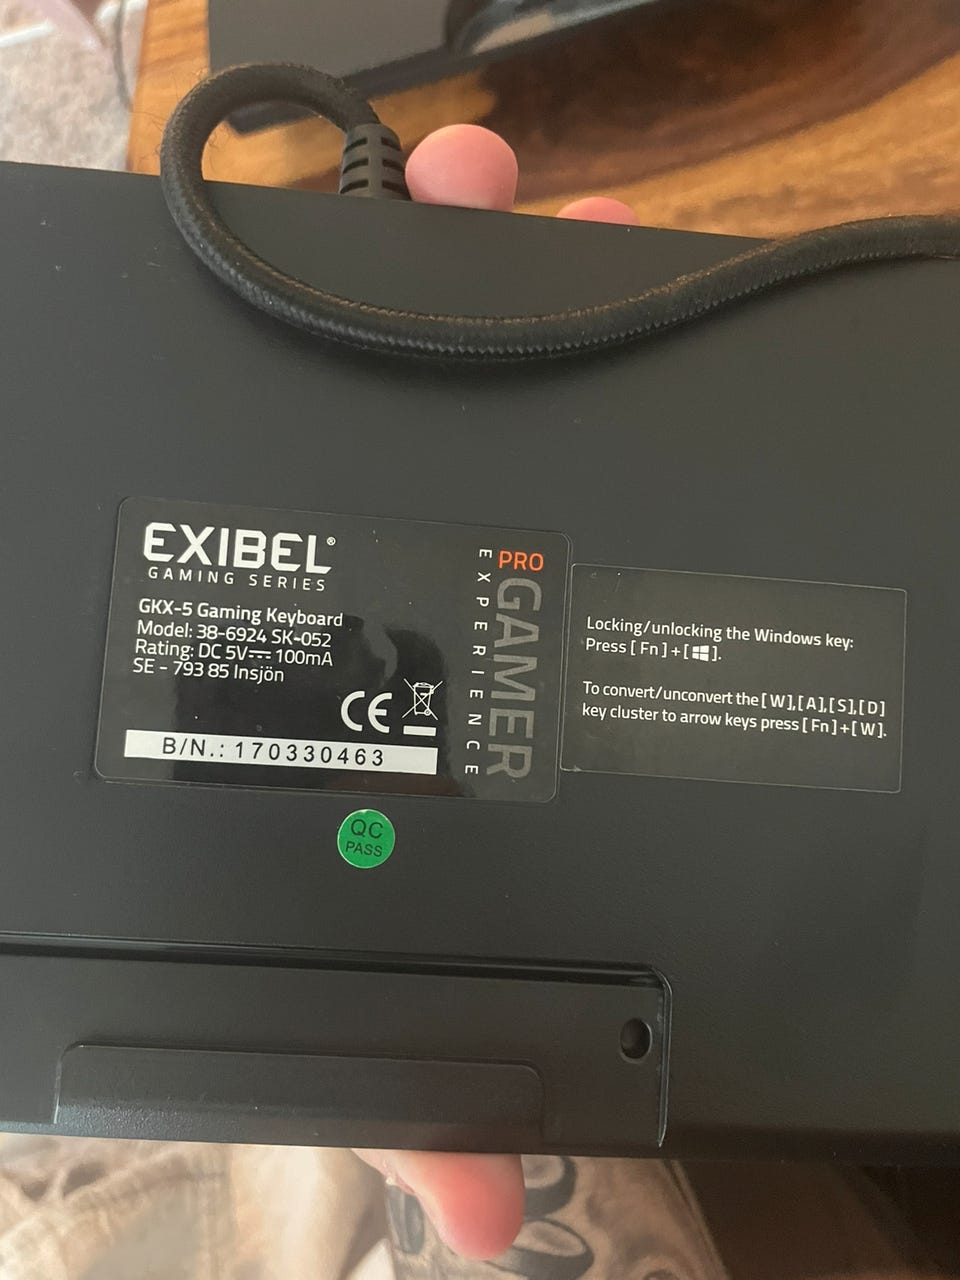 EXIBEL®
GAMING SERIES
GKX-5 Gaming Keyboard
Model: 38-6924 SK-052
Rating: DC 5V⎓100mA
SE - 793 85 Insjön
CE
B/N.: 170330463
PRO
GAMER
EXPERIENCE
Locking/unlocking the Windows key:
Press [ Fn ]+[ ].
To convert/unconvert the [ W],[ A],[ S],[ D]
key cluster to arrow keys press [ Fn ]+[ W].
QC
PASS